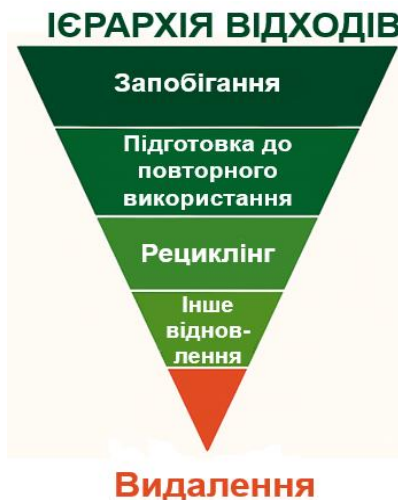 ІЄРАРХІЯ ВІДХОДІВ
Запобігання
Підготовка до
повторного
використання
Рециклінг
Інше
віднов-
лення
Видалення